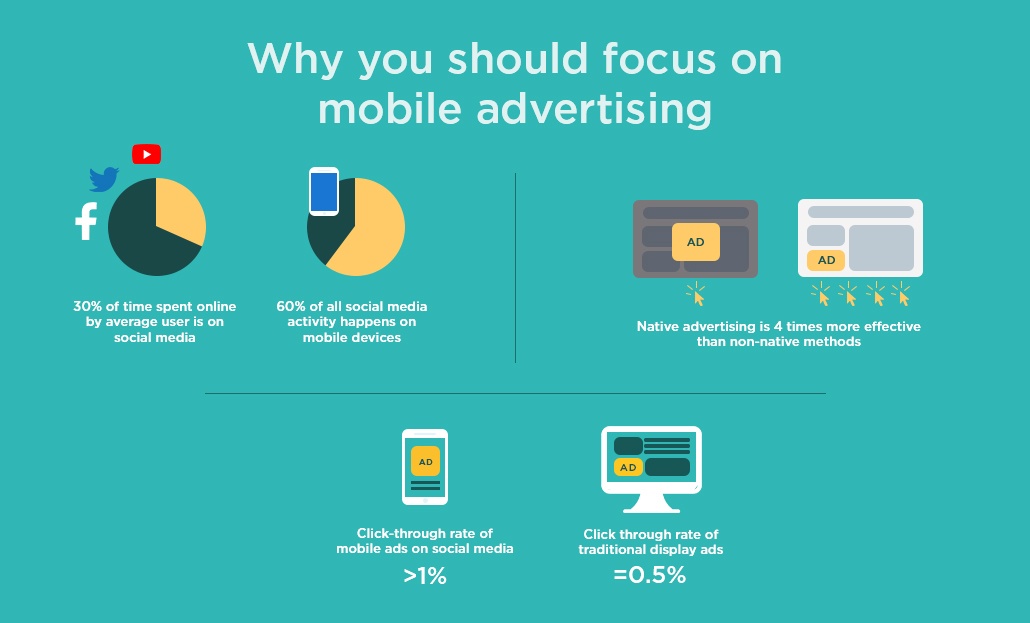 Why you should focus on
mobile advertising
30% of time spent online
by average user is on
social media
60% of all social media
activity happens on
mobile devices
AD
AD
Native advertising is 4 times more effective
than non-native methods
AD
Click-through rate of
mobile ads on social media
>1%
AD
Click through rate of
traditional display ads
=0.5%